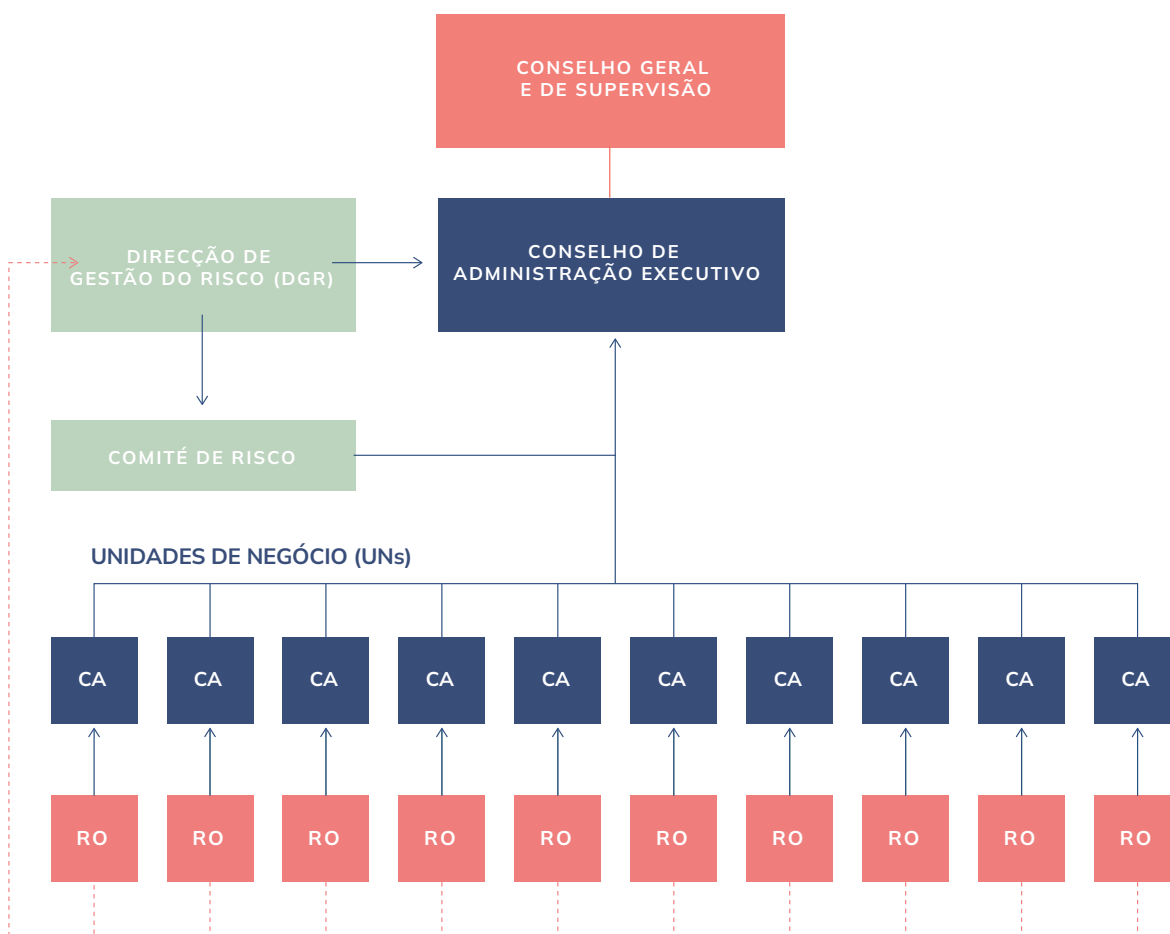 CONSELHO GERAL
E DE SUPERVISÃO
DIRECÇÃO DE
GESTÃO DO RISCO (DGR)
CONSELHO DE
ADMINISTRAÇÃO EXECUTIVO
COMITÉ DE RISCO
UNIDADES DE NEGÓCIO (UNs)
CA CA CA CA CA CA CA CA CA CA
RO RO RO RO RO RO RO RO RO RO